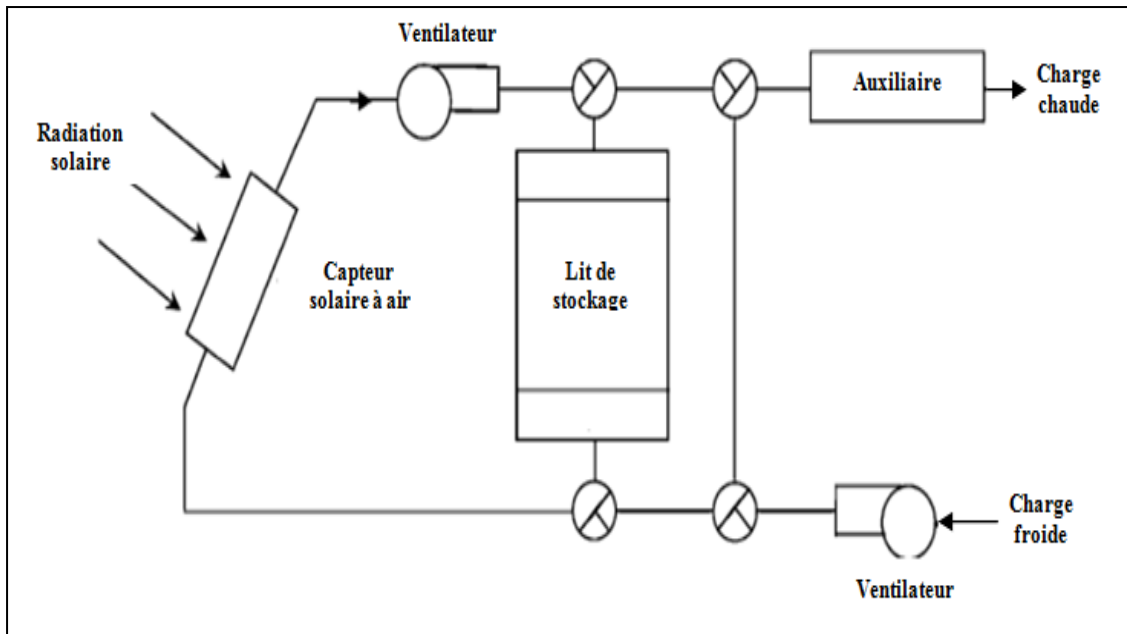 Ventilateur
Radiation
solaire
Auxiliaire
Charge
chaude
Capteur
solaire à air
Lit de
stockage
Charge
froide
Ventilateur